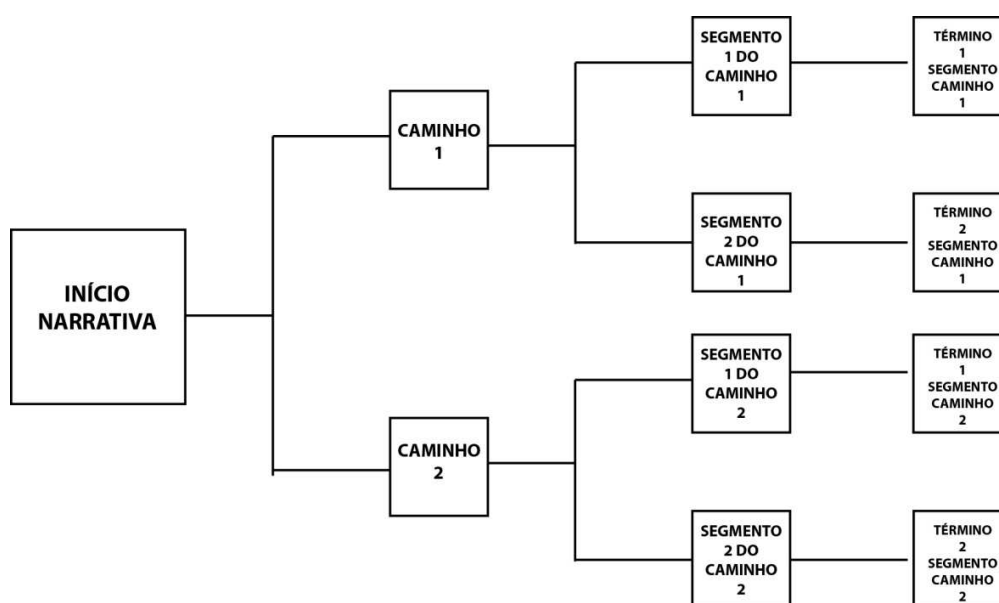 INÍCIO
NARRATIVA
CAMINHO
1
CAMINHO
2
SEGMENTO
1 DO
CAMINHO
1
SEGMENTO
2 DO
CAMINHO
1
SEGMENTO
1 DO
CAMINHO
2
SEGMENTO
2 DO
CAMINHO
2
TÉRMINO
1
SEGMENTO
CAMINHO
1
TÉRMINO
2
SEGMENTO
CAMINHO
1
TÉRMINO
1
SEGMENTO
CAMINHO
2
TÉRMINO
2
SEGMENTO
CAMINHO
2